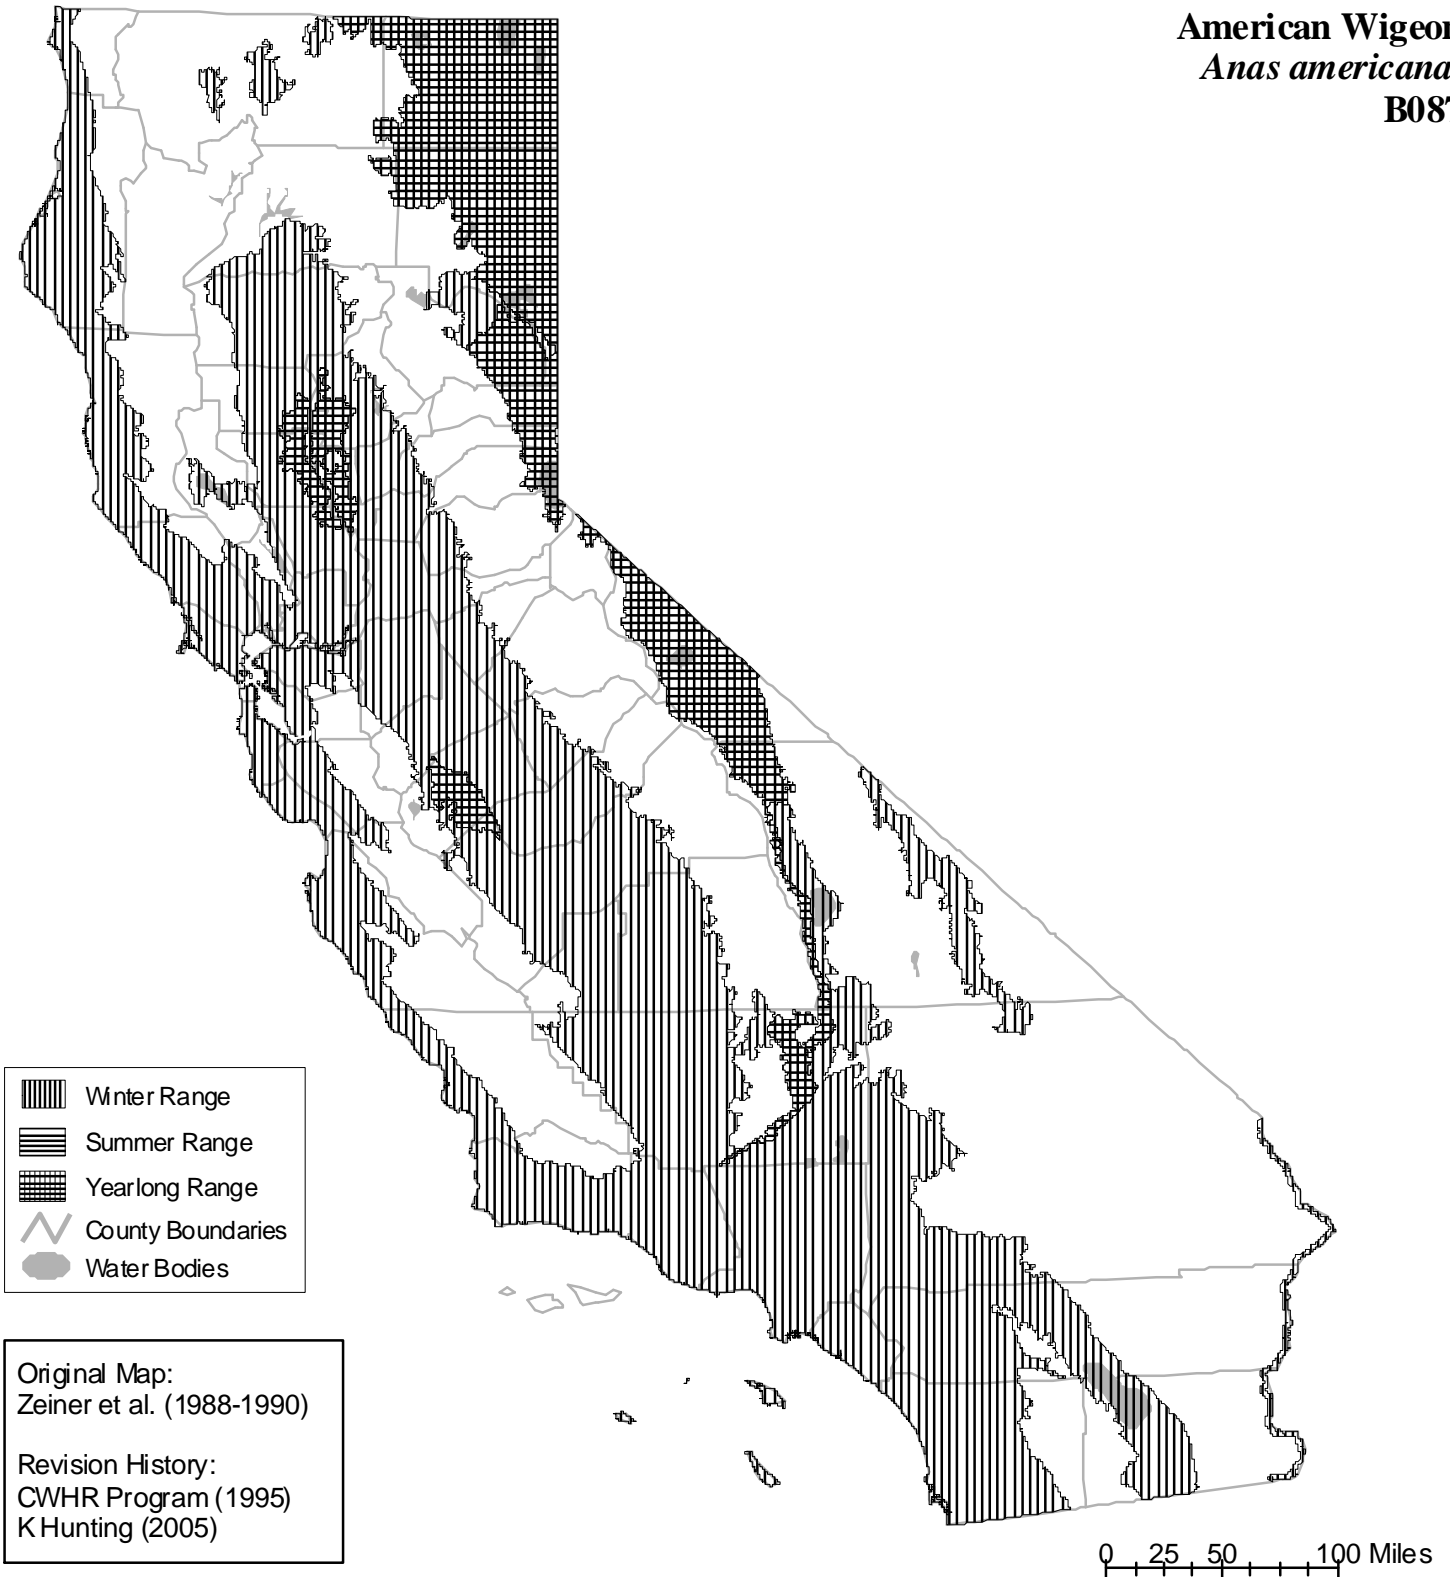 American Wigeon
Anas americana
B087
Winter Range
Summer Range
Yearlong Range
County Boundaries
Water Bodies
Original Map:
Zeiner et al. (1988-1990)
Revision History:
CWHR Program (1995)
K Hunting (2005)
0 25 50 100 Miles